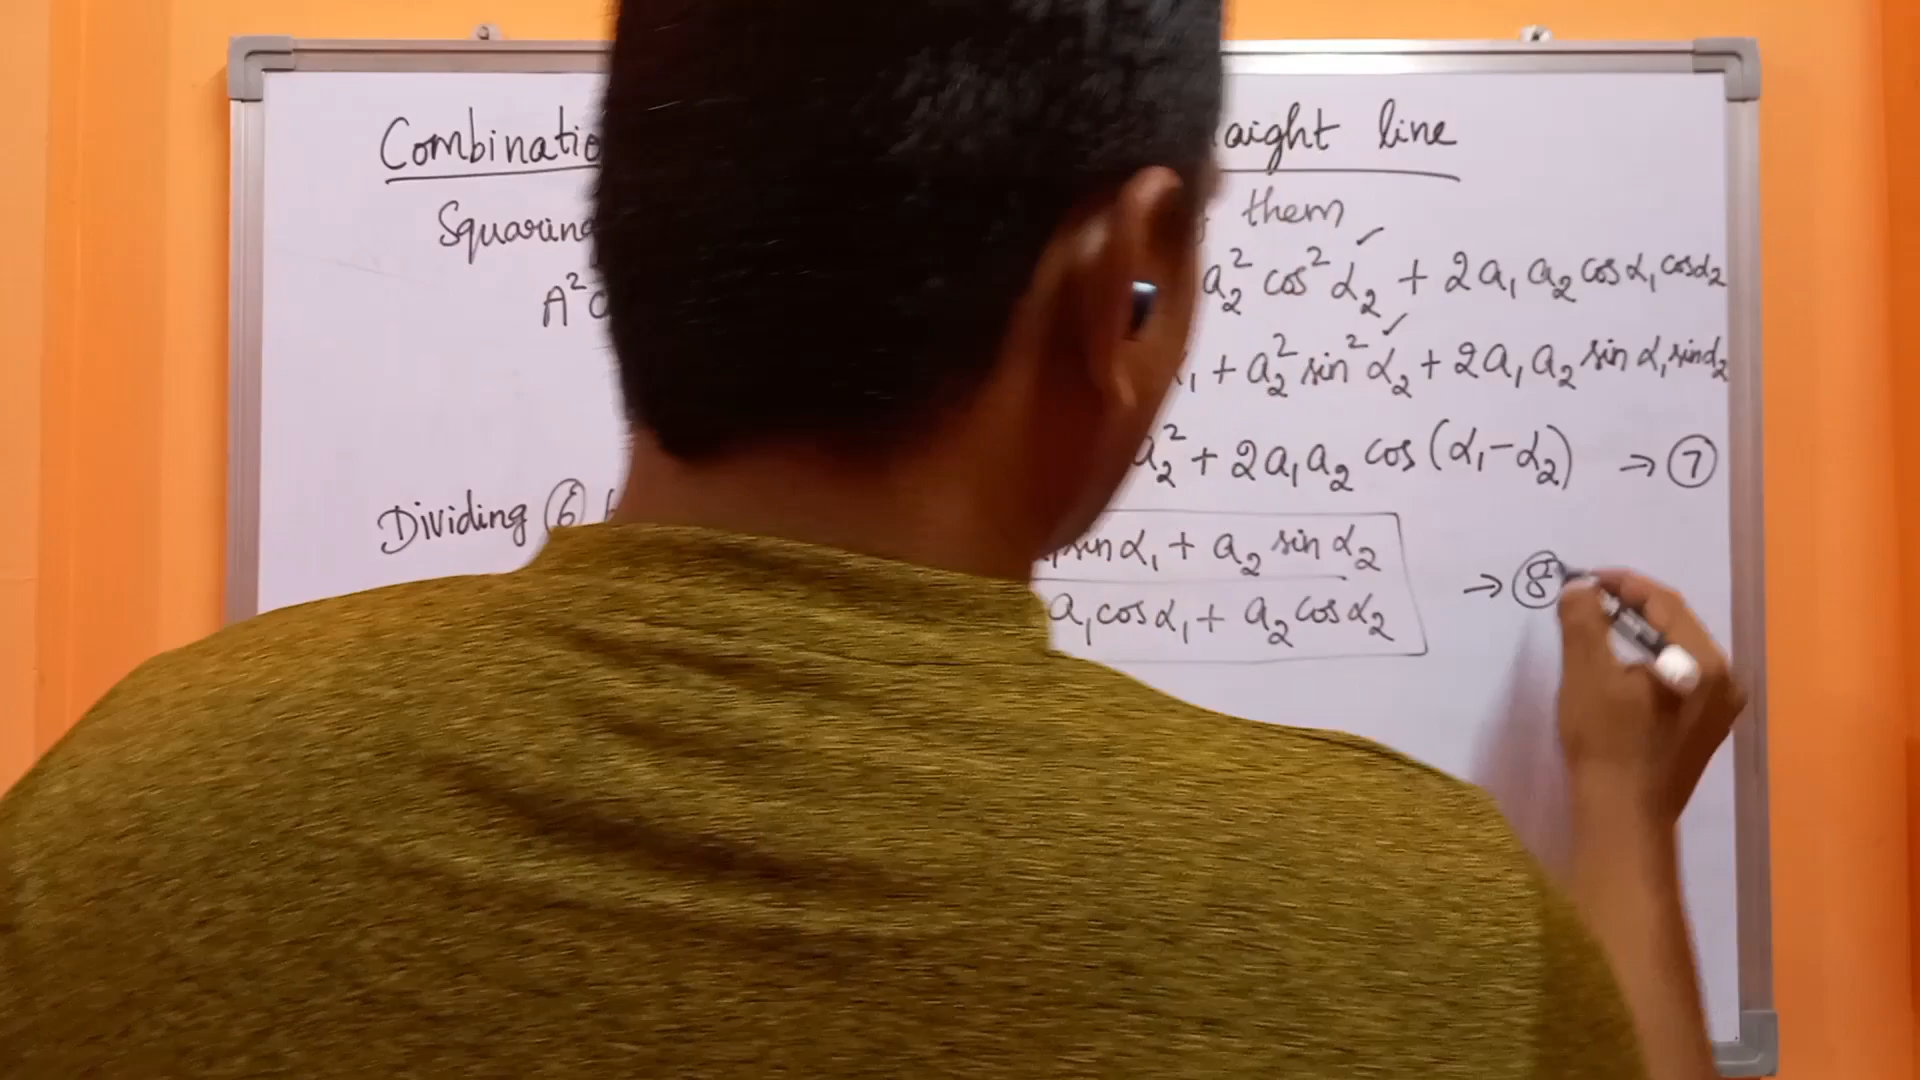 Combinatio aight line
Squaring them
A² a₂² cos² α₂ + 2a₁ a₂ cos α₁ cos α₂
₁ + a₂² sin² α₂ + 2a₁ a₂ sin α₁ sin α₂
a₂² + 2a₁ a₂ cos (α₁ - α₂) → ⑦
Dividing ⑥ sin α₁ + a₂ sin α₂
a₁ cos α₁ + a₂ cos α₂ → ⑧